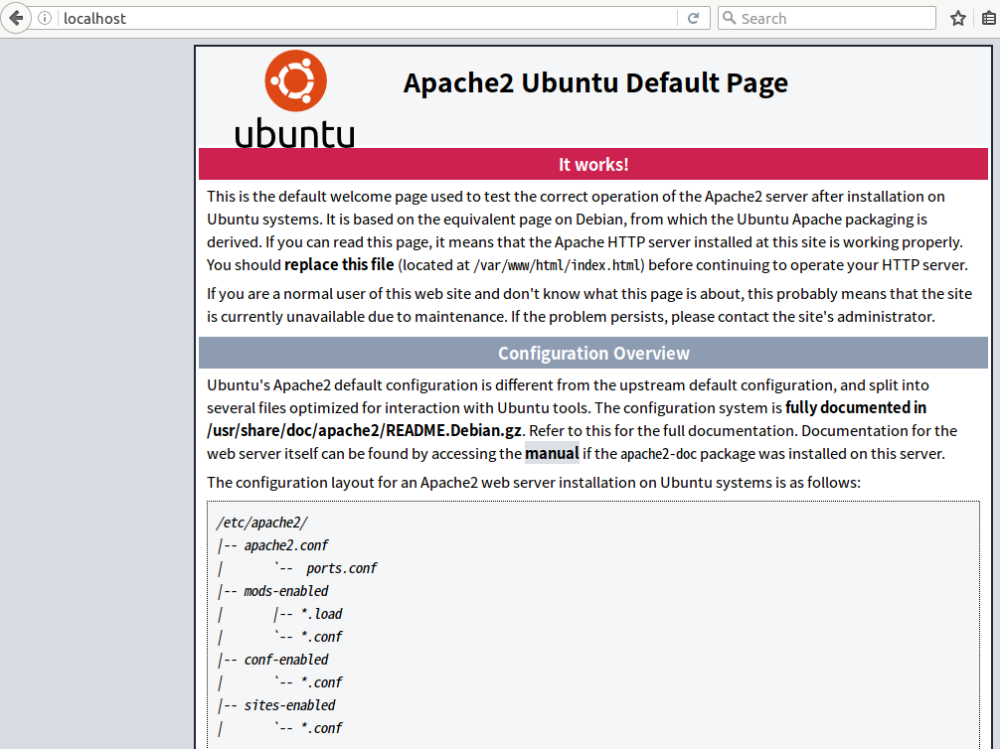 localhost
Search
ubuntu
Apache2 Ubuntu Default Page
It works!
This is the default welcome page used to test the correct operation of the Apache2 server after installation on
Ubuntu systems. It is based on the equivalent page on Debian, from which the Ubuntu Apache packaging is
derived. If you can read this page, it means that the Apache HTTP server installed at this site is working properly.
You should replace this file (located at /var/www/html/index.html) before continuing to operate your HTTP server.
If you are a normal user of this web site and don't know what this page is about, this probably means that the site
is currently unavailable due to maintenance. If the problem persists, please contact the site's administrator.
Configuration Overview
Ubuntu's Apache2 default configuration is different from the upstream default configuration, and split into
several files optimized for interaction with Ubuntu tools. The configuration system is fully documented in
/usr/share/doc/apache2/README.Debian.gz. Refer to this for the full documentation. Documentation for the
web server itself can be found by accessing the manual if the apache2-doc package was installed on this server.
The configuration layout for an Apache2 web server installation on Ubuntu systems is as follows:
/etc/apache2/
|-- apache2.conf
|       `--  ports.conf
|-- mods-enabled
|       |-- *.load
|       `-- *.conf
|-- conf-enabled
|       `-- *.conf
|-- sites-enabled
|       `-- *.conf